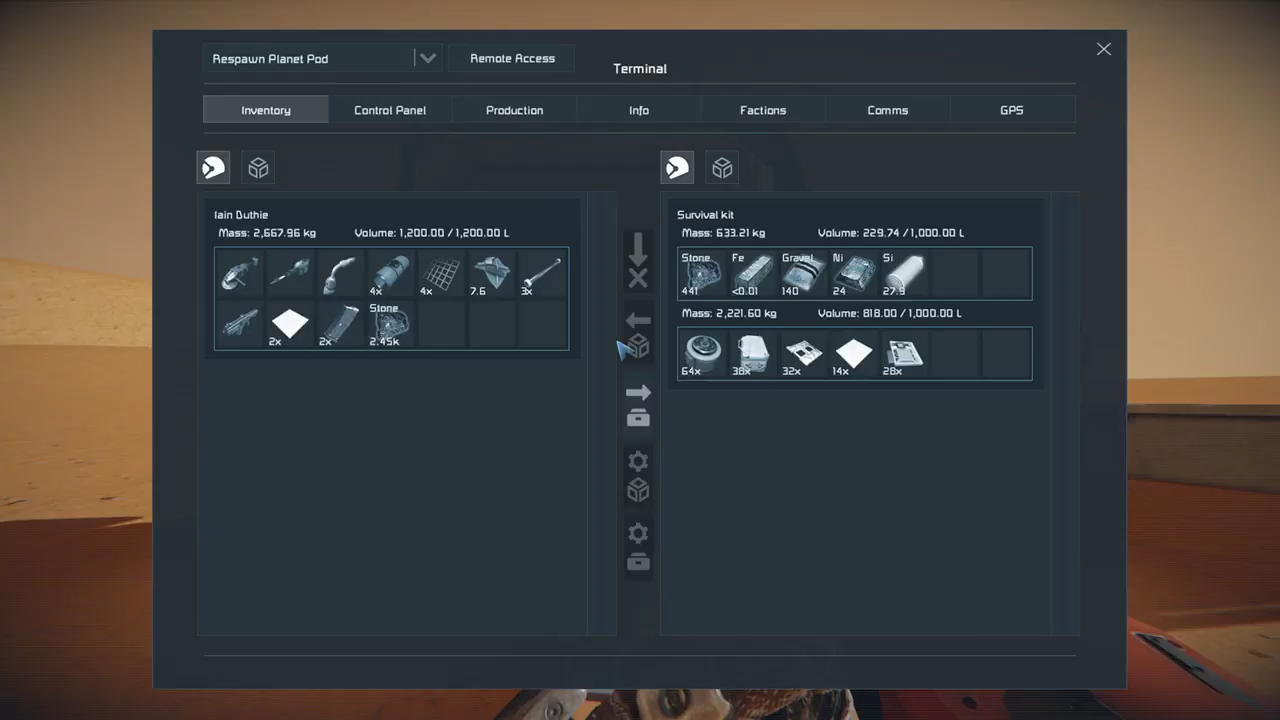 Respawn Planet Pod
Remote Access
Terminal
Inventory
Control Panel
Production
Info
Factions
Comms
GPS
Iain Duthie
Mass: 2,667.96 kg Volume: 1,200.00 / 1,200.00 L
4x 4x 7.6 3x
Stone
2x 2x 2.45k
Survival kit
Mass: 633.21 kg Volume: 229.74 / 1,000.00 L
Stone Fe Gravel Ni Si
441 <0.01 140 24 27.9
Mass: 2,221.60 kg Volume: 818.00 / 1,000.00 L
64x 38x 32x 14x 28x